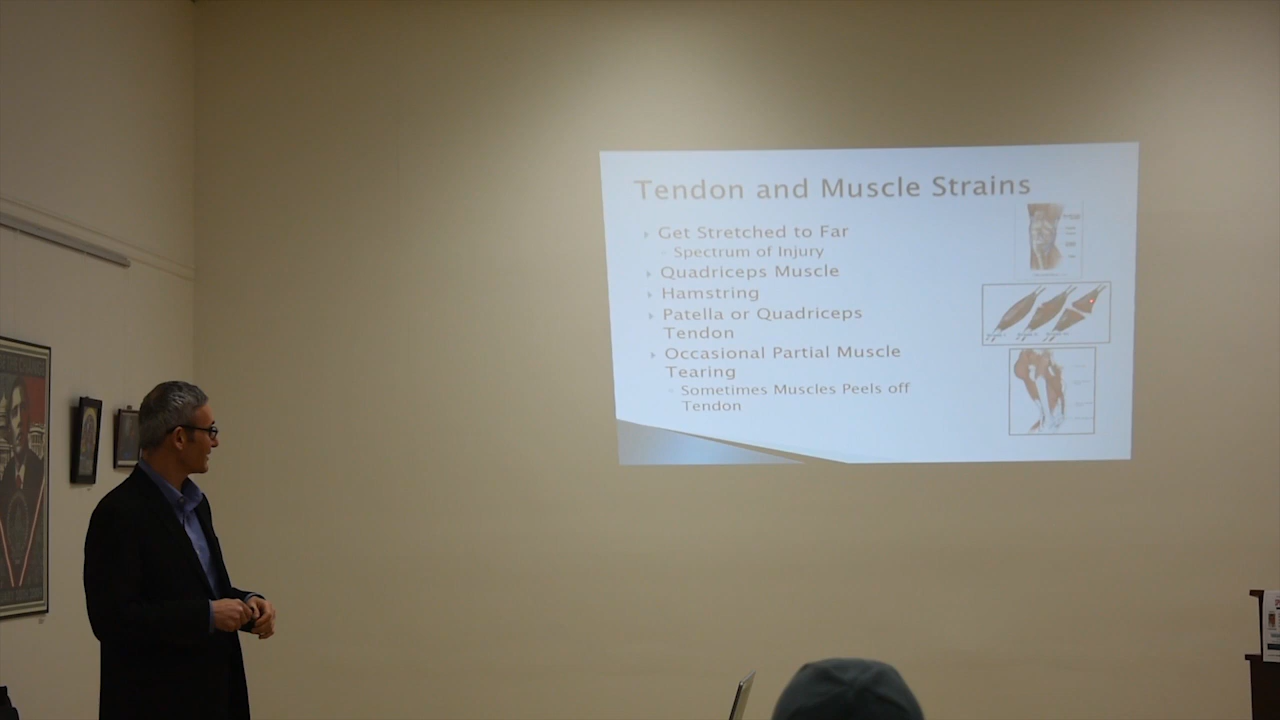 Tendon and Muscle Strains
Get Stretched to Far
Spectrum of Injury
Quadriceps Muscle
Hamstring
Patella or Quadriceps
Tendon
Occasional Partial Muscle
Tearing
Sometimes Muscles Peels off
Tendon